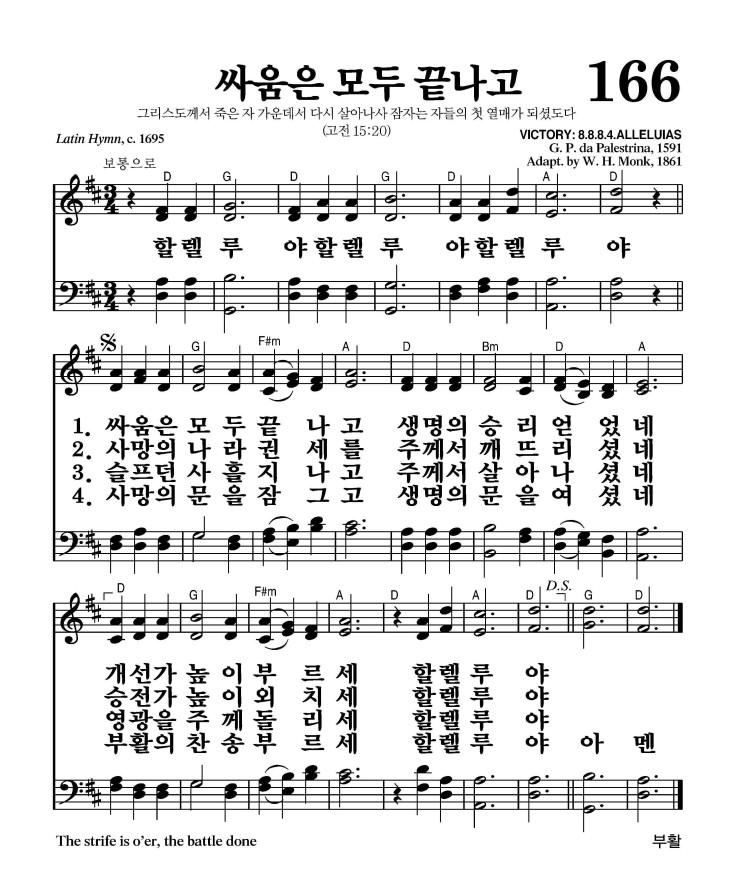 싸움은 모두 끝나고 166
그리스도께서 죽은 자 가운데서 다시 살아나사 잠자는 자들의 첫 열매가 되셨도다
(고전 15:20)
Latin Hymn, c. 1695
VICTORY: 8.8.8.4.ALLELUIAS
G. P. da Palestrina, 1591
Adapt. by W. H. Monk, 1861
보통으로
D G D G D A D
할렐루 야할렐루 야할렐루 야
G F#m A D Bm D A
1. 싸움은 모두끝 나고 생명의 승리얻었네
2. 사망의 나라권 세를 주께서 깨뜨리셨네
3. 슬프던 사흘지 나고 주께서 살아나셨네
4. 사망의 문을잠 그고 생명의 문을여셨네
D.S.
D G F#m A D A D G D
개선가 높이부 르세 할렐루 야
승전가 높이외 치세 할렐루 야
영광을 주께돌 리세 할렐루 야
부활의 찬송부 르세 할렐루 야 아멘
The strife is o'er, the battle done
부활